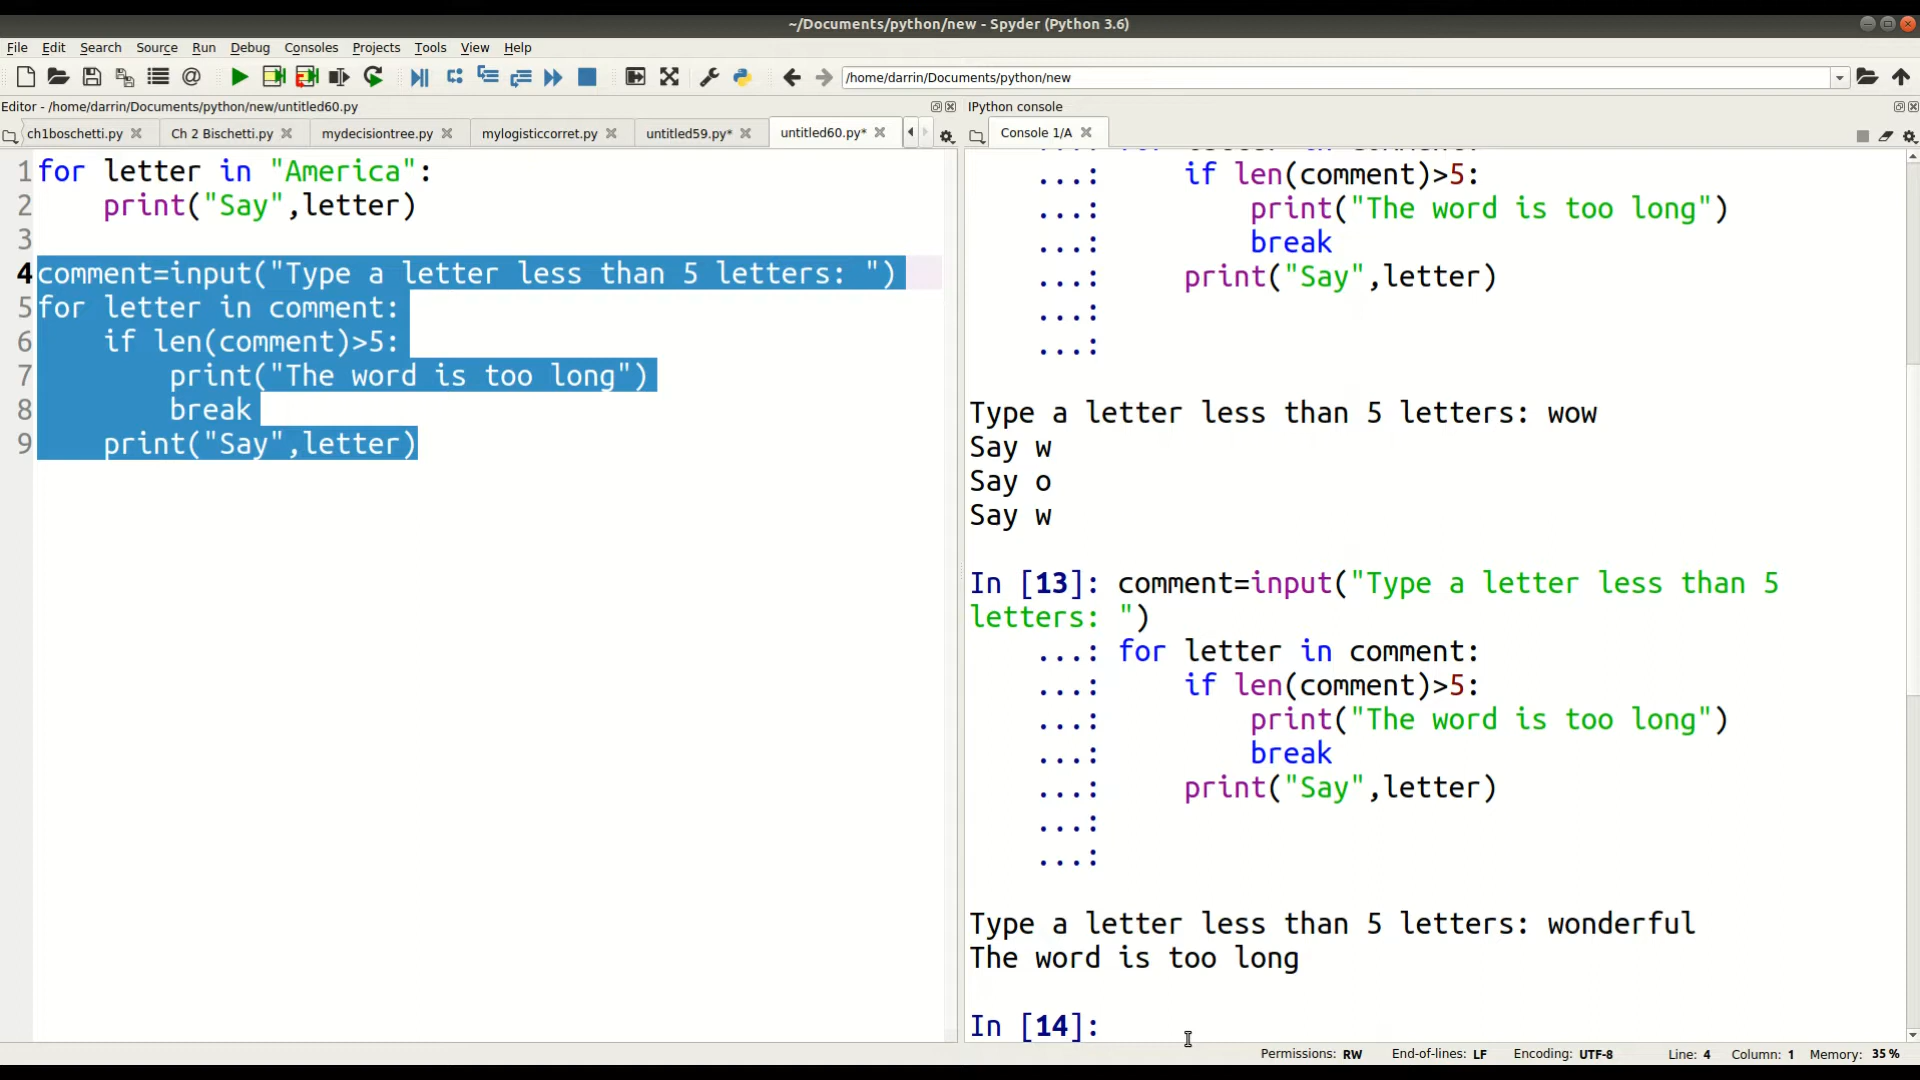 ~/Documents/python/new - Spyder (Python 3.6)
File Edit Search Source Run Debug Consoles Projects Tools View Help
/home/darrin/Documents/python/new
Editor - /home/darrin/Documents/python/new/untitled60.py
ch1boschetti.py Ch 2 Bischetti.py mydecisiontree.py mylogisticcorret.py untitled59.py* untitled60.py*
1 for letter in "America":
2     print("Say",letter)
3
4 comment=input("Type a letter less than 5 letters: ")
5 for letter in comment:
6     if len(comment)>5:
7         print("The word is too long")
8         break
9     print("Say",letter)
IPython console
Console 1/A
...:     if len(comment)>5:
...:         print("The word is too long")
...:         break
...:     print("Say",letter)
...:
...:
Type a letter less than 5 letters: wow
Say w
Say o
Say w
In [13]: comment=input("Type a letter less than 5
letters: ")
...: for letter in comment:
...:     if len(comment)>5:
...:         print("The word is too long")
...:         break
...:     print("Say",letter)
...:
...:
Type a letter less than 5 letters: wonderful
The word is too long
In [14]:
Permissions: RW End-of-lines: LF Encoding: UTF-8 Line: 4 Column: 1 Memory: 35 %